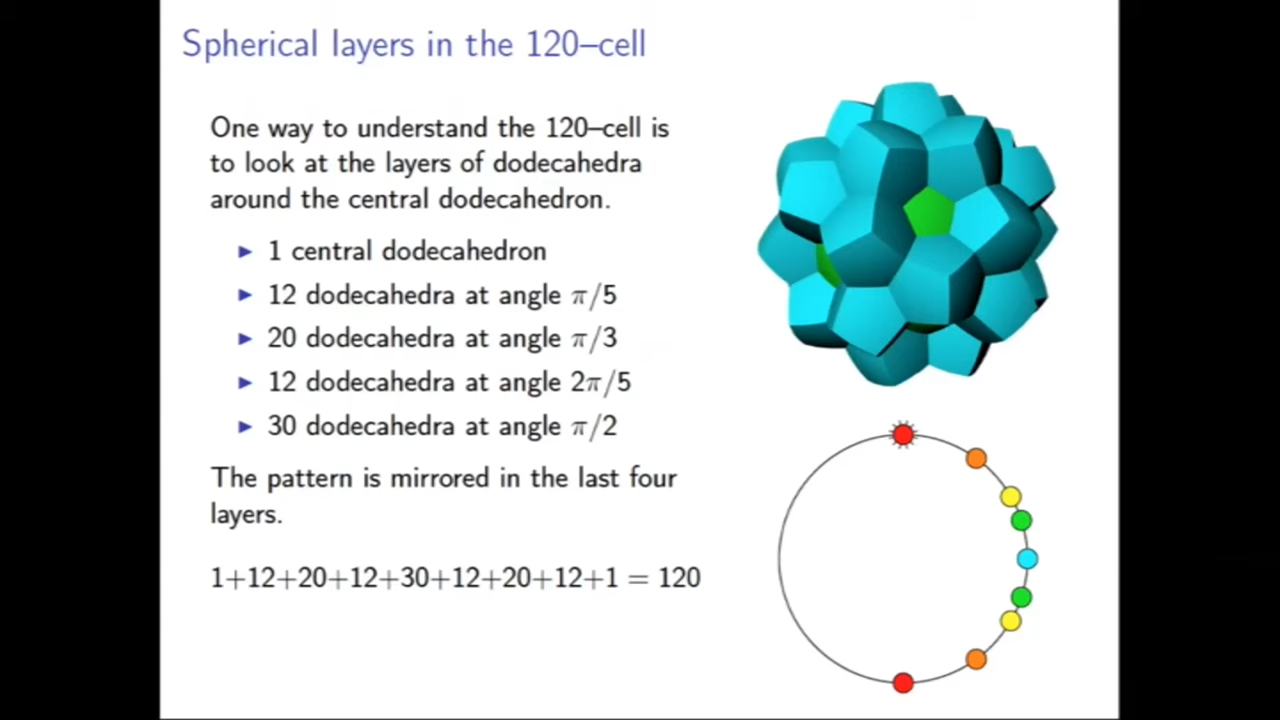 Spherical layers in the 120–cell
One way to understand the 120–cell is
to look at the layers of dodecahedra
around the central dodecahedron.
▶ 1 central dodecahedron
▶ 12 dodecahedra at angle π/5
▶ 20 dodecahedra at angle π/3
▶ 12 dodecahedra at angle 2π/5
▶ 30 dodecahedra at angle π/2
The pattern is mirrored in the last four
layers.
1+12+20+12+30+12+20+12+1 = 120